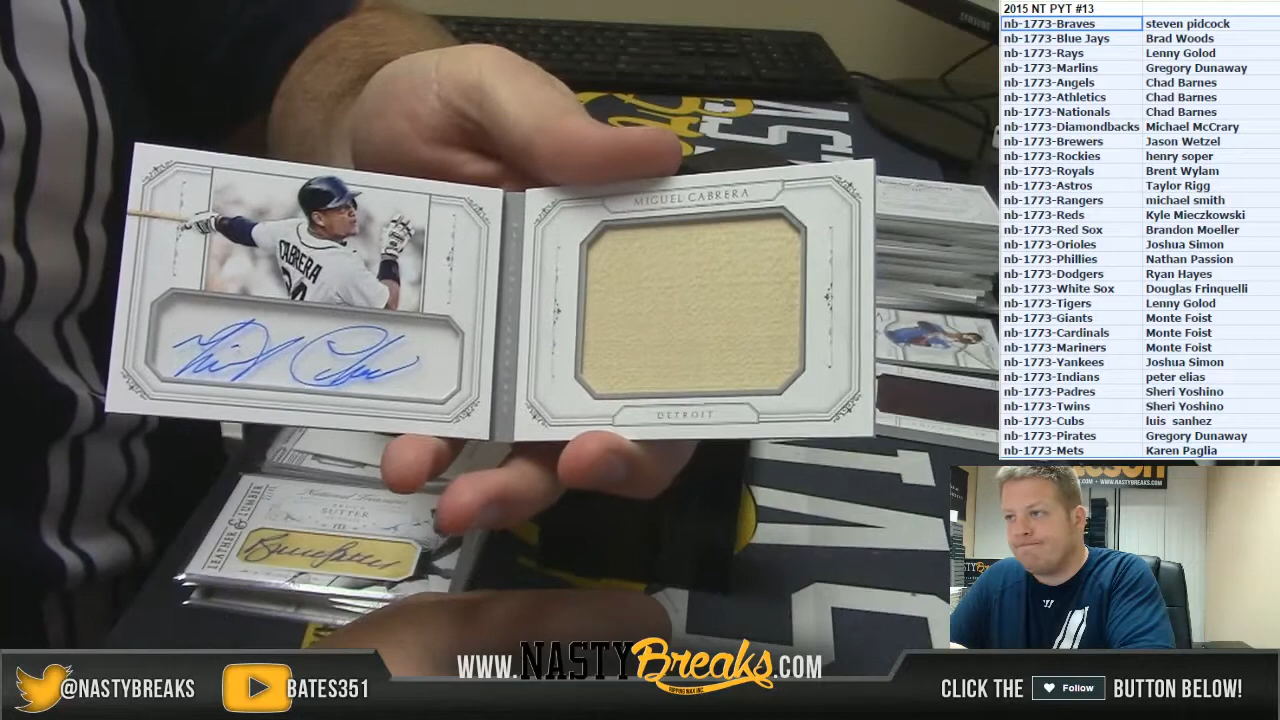 2015 NT PYT #13
nb-1773-Braves steven pidcock
nb-1773-Blue Jays Brad Woods
nb-1773-Rays Lenny Golod
nb-1773-Marlins Gregory Dunaway
nb-1773-Angels Chad Barnes
nb-1773-Athletics Chad Barnes
nb-1773-Nationals Chad Barnes
nb-1773-Diamondbacks Michael McCrary
nb-1773-Brewers Jason Wetzel
nb-1773-Rockies henry soper
nb-1773-Royals Brent Wylam
nb-1773-Astros Taylor Rigg
nb-1773-Rangers michael smith
nb-1773-Reds Kyle Mieczkowski
nb-1773-Red Sox Brandon Moeller
nb-1773-Orioles Joshua Simon
nb-1773-Phillies Nathan Passion
nb-1773-Dodgers Ryan Hayes
nb-1773-White Sox Douglas Frinquelli
nb-1773-Tigers Lenny Golod
nb-1773-Giants Monte Foist
nb-1773-Cardinals Monte Foist
nb-1773-Mariners Monte Foist
nb-1773-Yankees Joshua Simon
nb-1773-Indians peter elias
nb-1773-Padres Sheri Yoshino
nb-1773-Twins Sheri Yoshino
nb-1773-Cubs luis sanhez
nb-1773-Pirates Gregory Dunaway
nb-1773-Mets Karen Paglia
MIGUEL CABRERA
CABRERA
DETROIT
LEATHER & LUMBER
National Treasures
SUTTER
WWW.NASTYBREAKS.COM
@NASTYBREAKS
BATES351
WWW.NASTYBreaks.COM
RIPPING WAX INC.
CLICK THE Follow BUTTON BELOW!